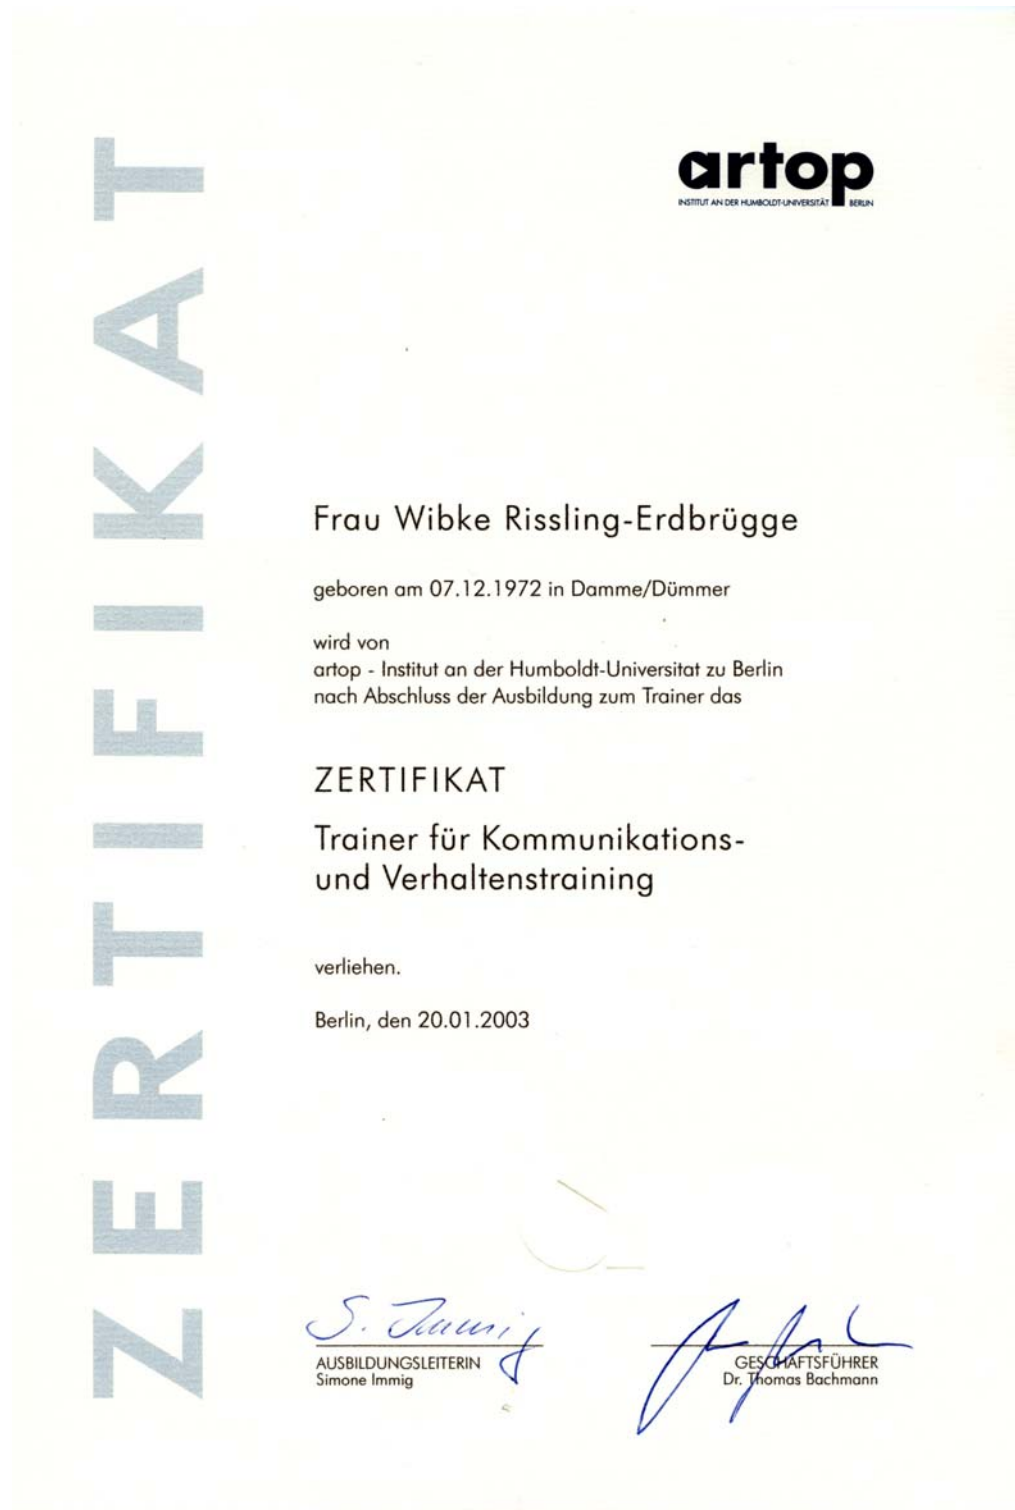 ZERTIFIKAT
artop
INSTITUT AN DER HUMBOLDT-UNIVERSITÄT BERLIN
Frau Wibke Rissling-Erdbrügge
geboren am 07.12.1972 in Damme/Dümmer
wird von
artop - Institut an der Humboldt-Universitat zu Berlin
nach Abschluss der Ausbildung zum Trainer das
ZERTIFIKAT
Trainer für Kommunikations-
und Verhaltenstraining
verliehen.
Berlin, den 20.01.2003
S. Immig
AUSBILDUNGSLEITERIN
Simone Immig
GESCHÄFTSFÜHRER
Dr. Thomas Bachmann